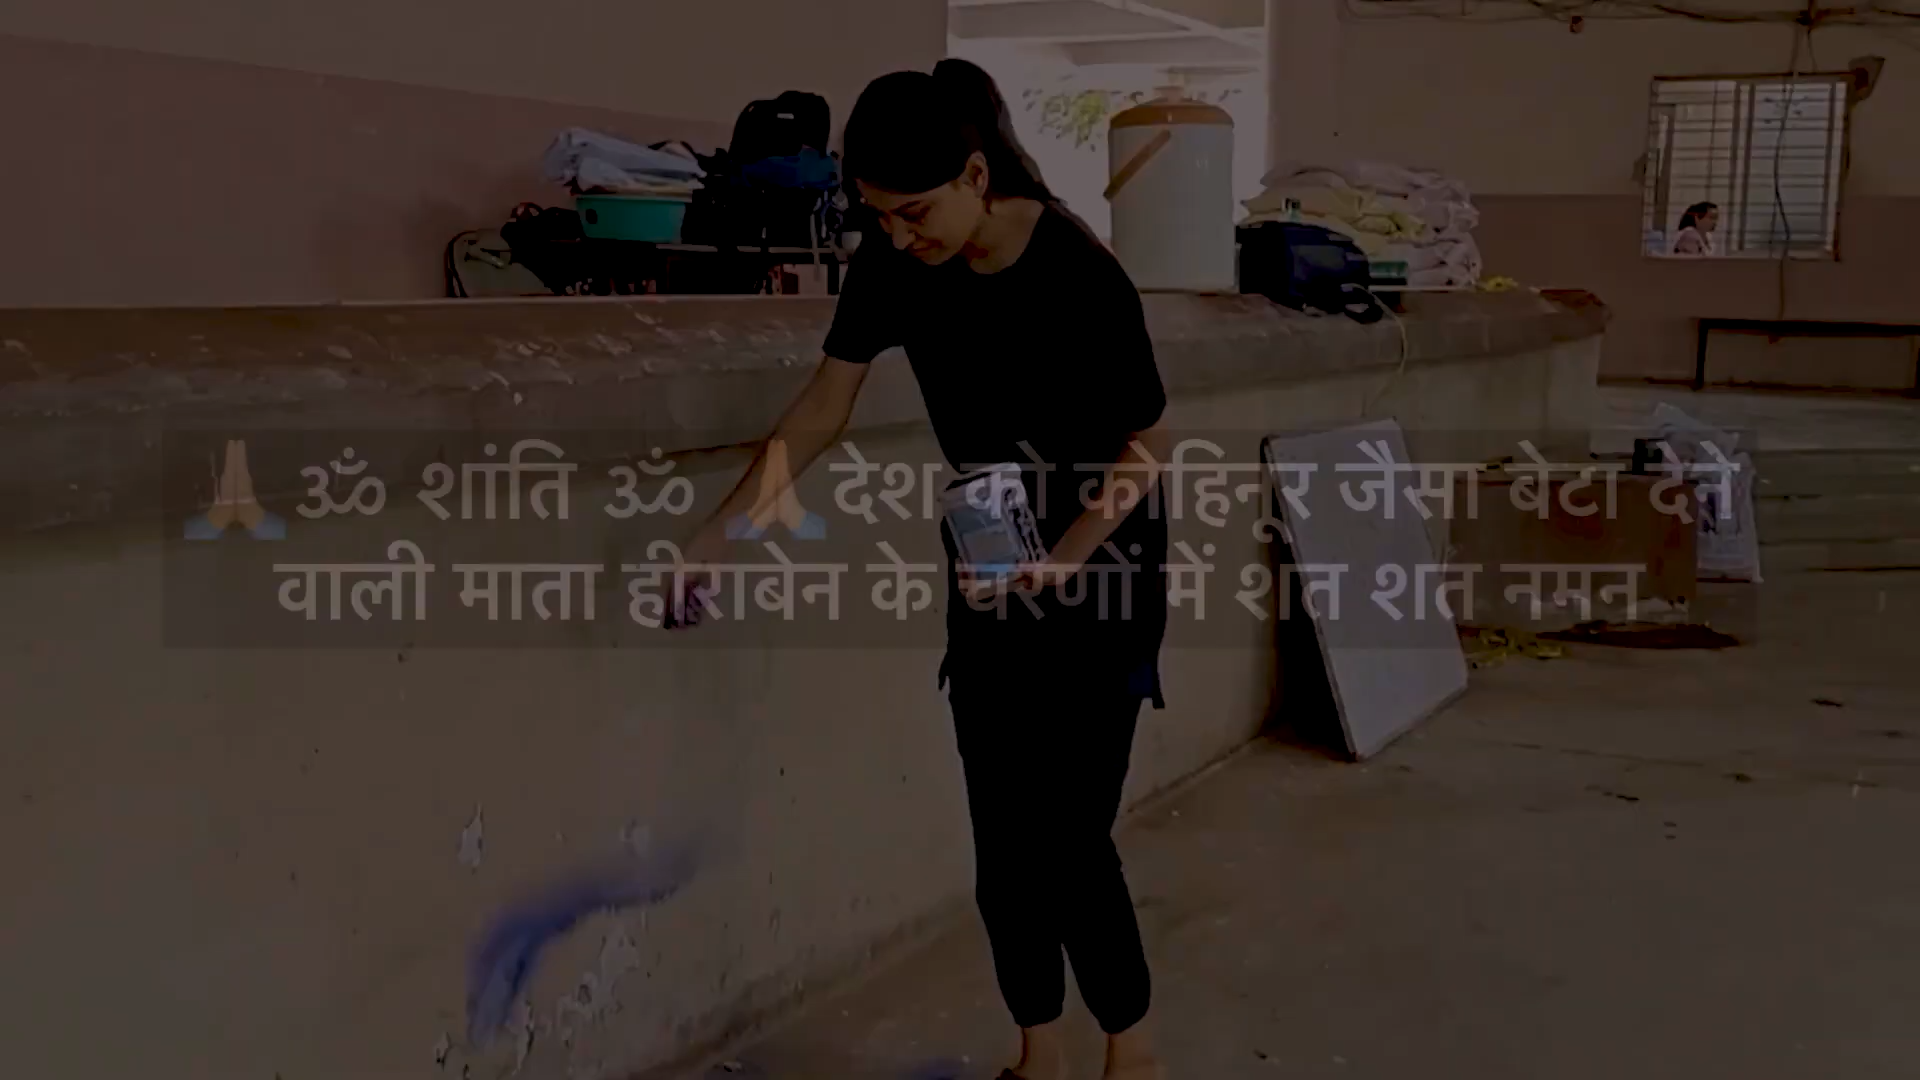 🙏🏼 ॐ शांति ॐ 🙏🏼 देश को कोहिनूर जैसा बेटा देने
वाली माता हीराबेन के चरणों में शत शत नमन